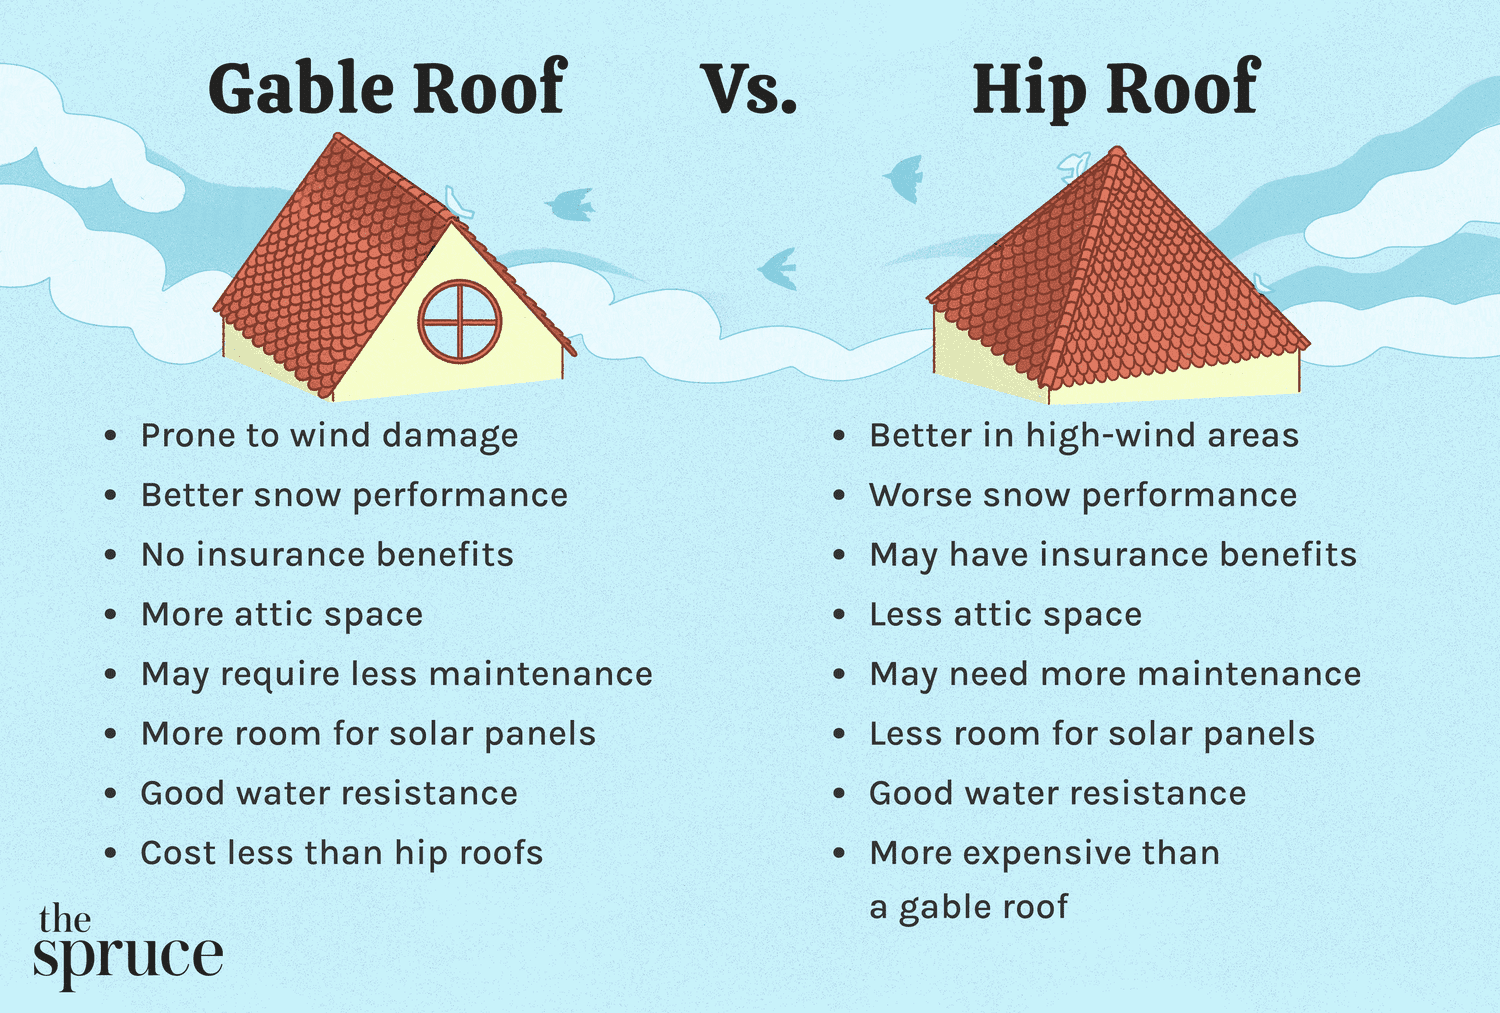 Gable Roof Vs. Hip Roof
• Prone to wind damage
• Better snow performance
• No insurance benefits
• More attic space
• May require less maintenance
• More room for solar panels
• Good water resistance
• Cost less than hip roofs
• Better in high-wind areas
• Worse snow performance
• May have insurance benefits
• Less attic space
• May need more maintenance
• Less room for solar panels
• Good water resistance
• More expensive than
a gable roof
the
spruce